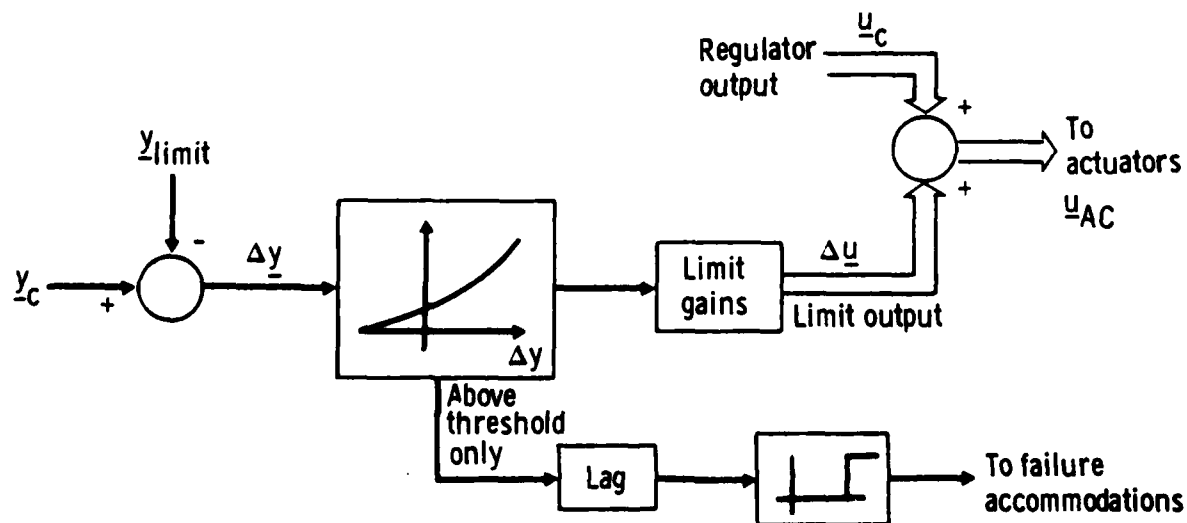 Regulator
output
u_c
+
y_limit
-
To
actuators
u_AC
+
Δy
y_c
+
Δy
Limit
gains
Δu
Limit output
Above
threshold
only
Lag
To failure
accommodations